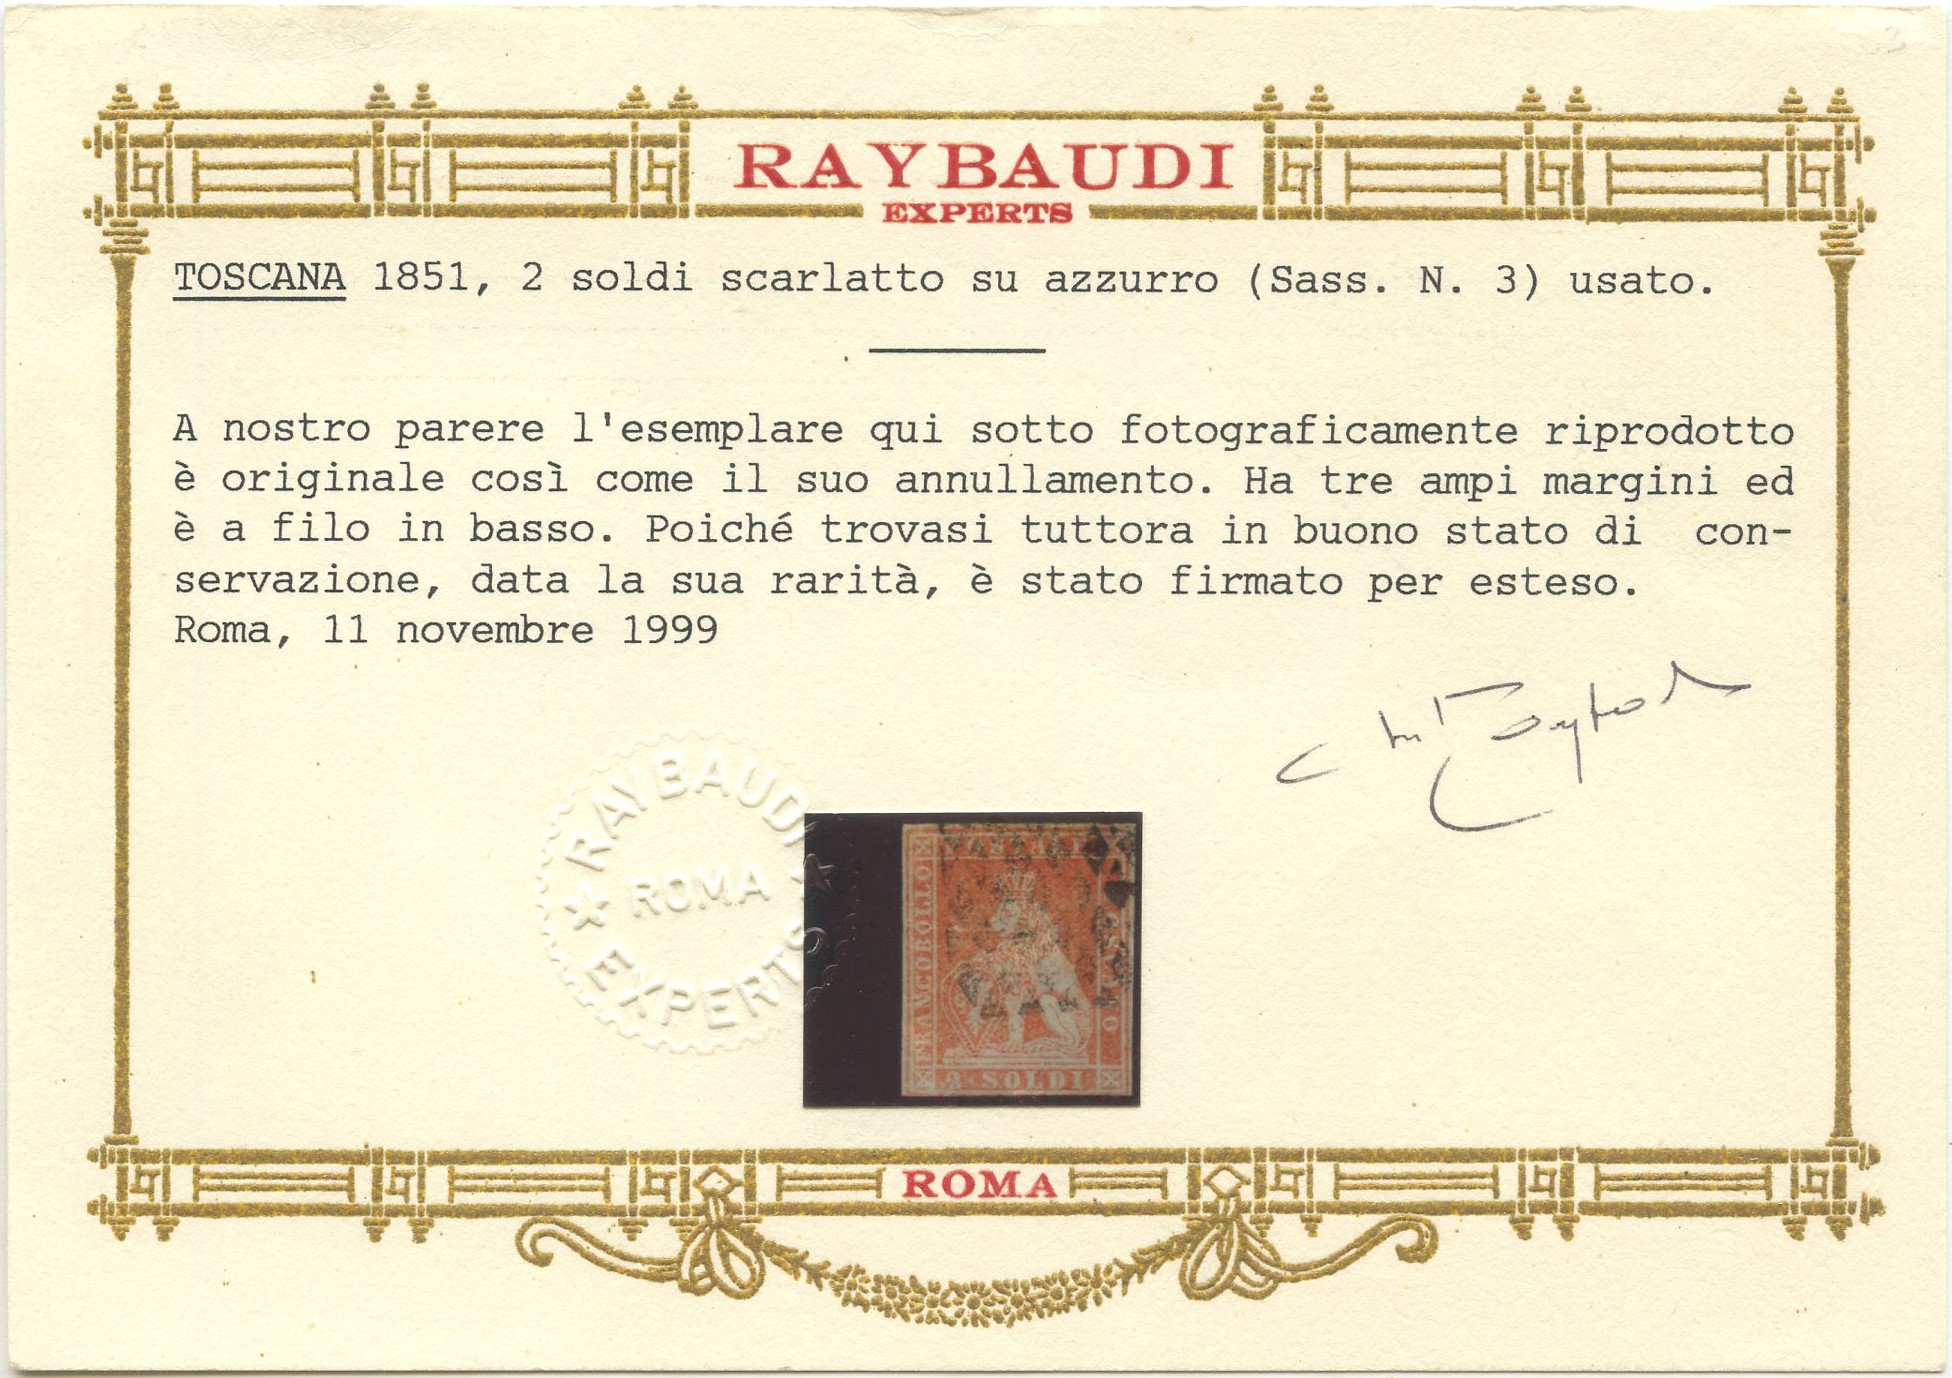 RAYBAUDI
EXPERTS
TOSCANA 1851, 2 soldi scarlatto su azzurro (Sass. N. 3) usato.
A nostro parere l'esemplare qui sotto fotograficamente riprodotto
è originale così come il suo annullamento. Ha tre ampi margini ed
è a filo in basso. Poiché trovasi tuttora in buono stato di con-
servazione, data la sua rarità, è stato firmato per esteso.
Roma, 11 novembre 1999
RAYBAUDI
ROMA
EXPERTS
FRANCOBOLLO
2 SOLDI
ROMA